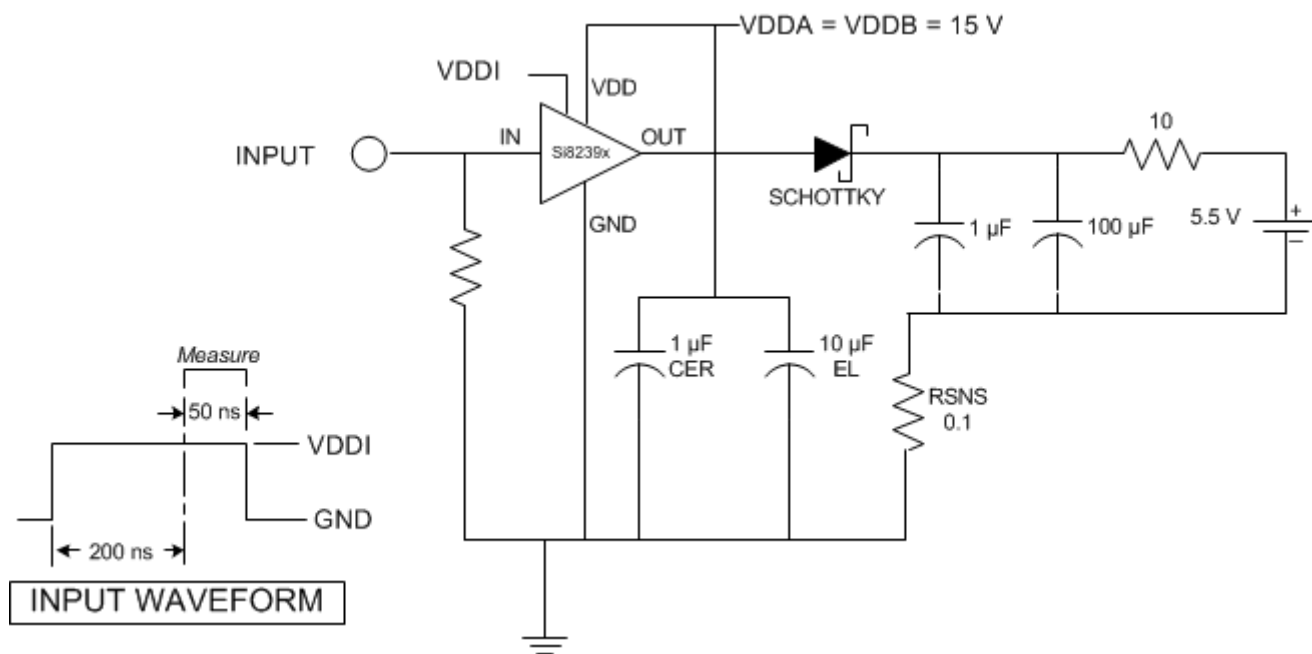 VDDA = VDDB = 15 V
VDDI
VDD
10
INPUT
IN
Si8239x
OUT
SCHOTTKY
GND
1 µF
100 µF
5.5 V
+
–
1 µF
CER
10 µF
EL
RSNS
0.1
Measure
50 ns
VDDI
GND
200 ns
INPUT WAVEFORM